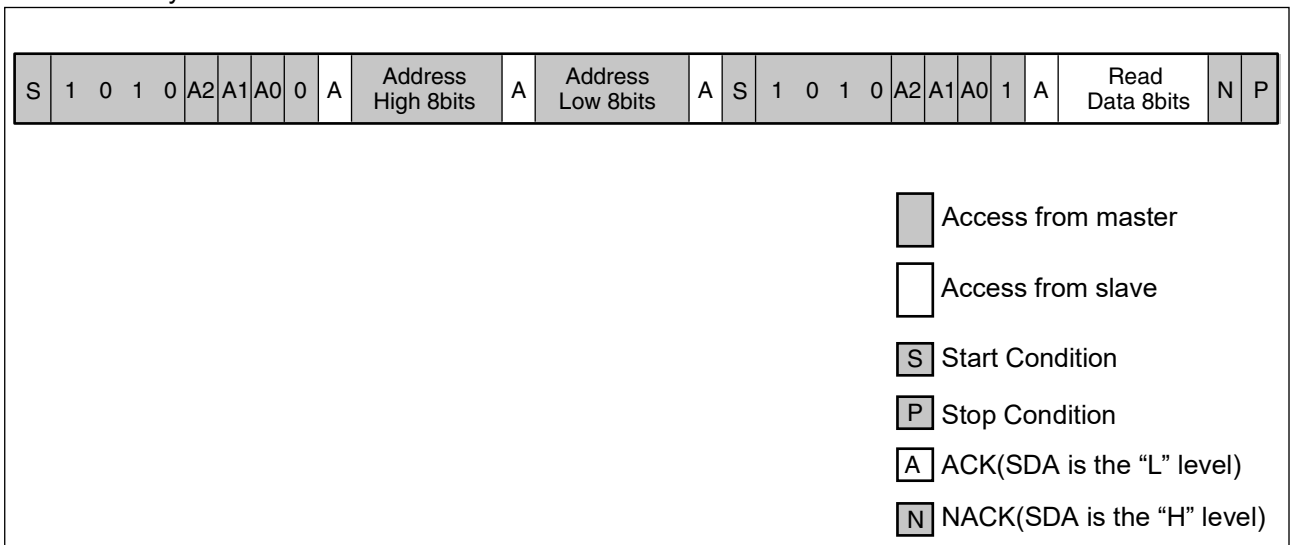 S 1 0 1 0 A2 A1 A0 0 A Address High 8bits A Address Low 8bits A S 1 0 1 0 A2 A1 A0 1 A Read Data 8bits N P
Access from master
Access from slave
S Start Condition
P Stop Condition
A ACK(SDA is the “L” level)
N NACK(SDA is the “H” level)